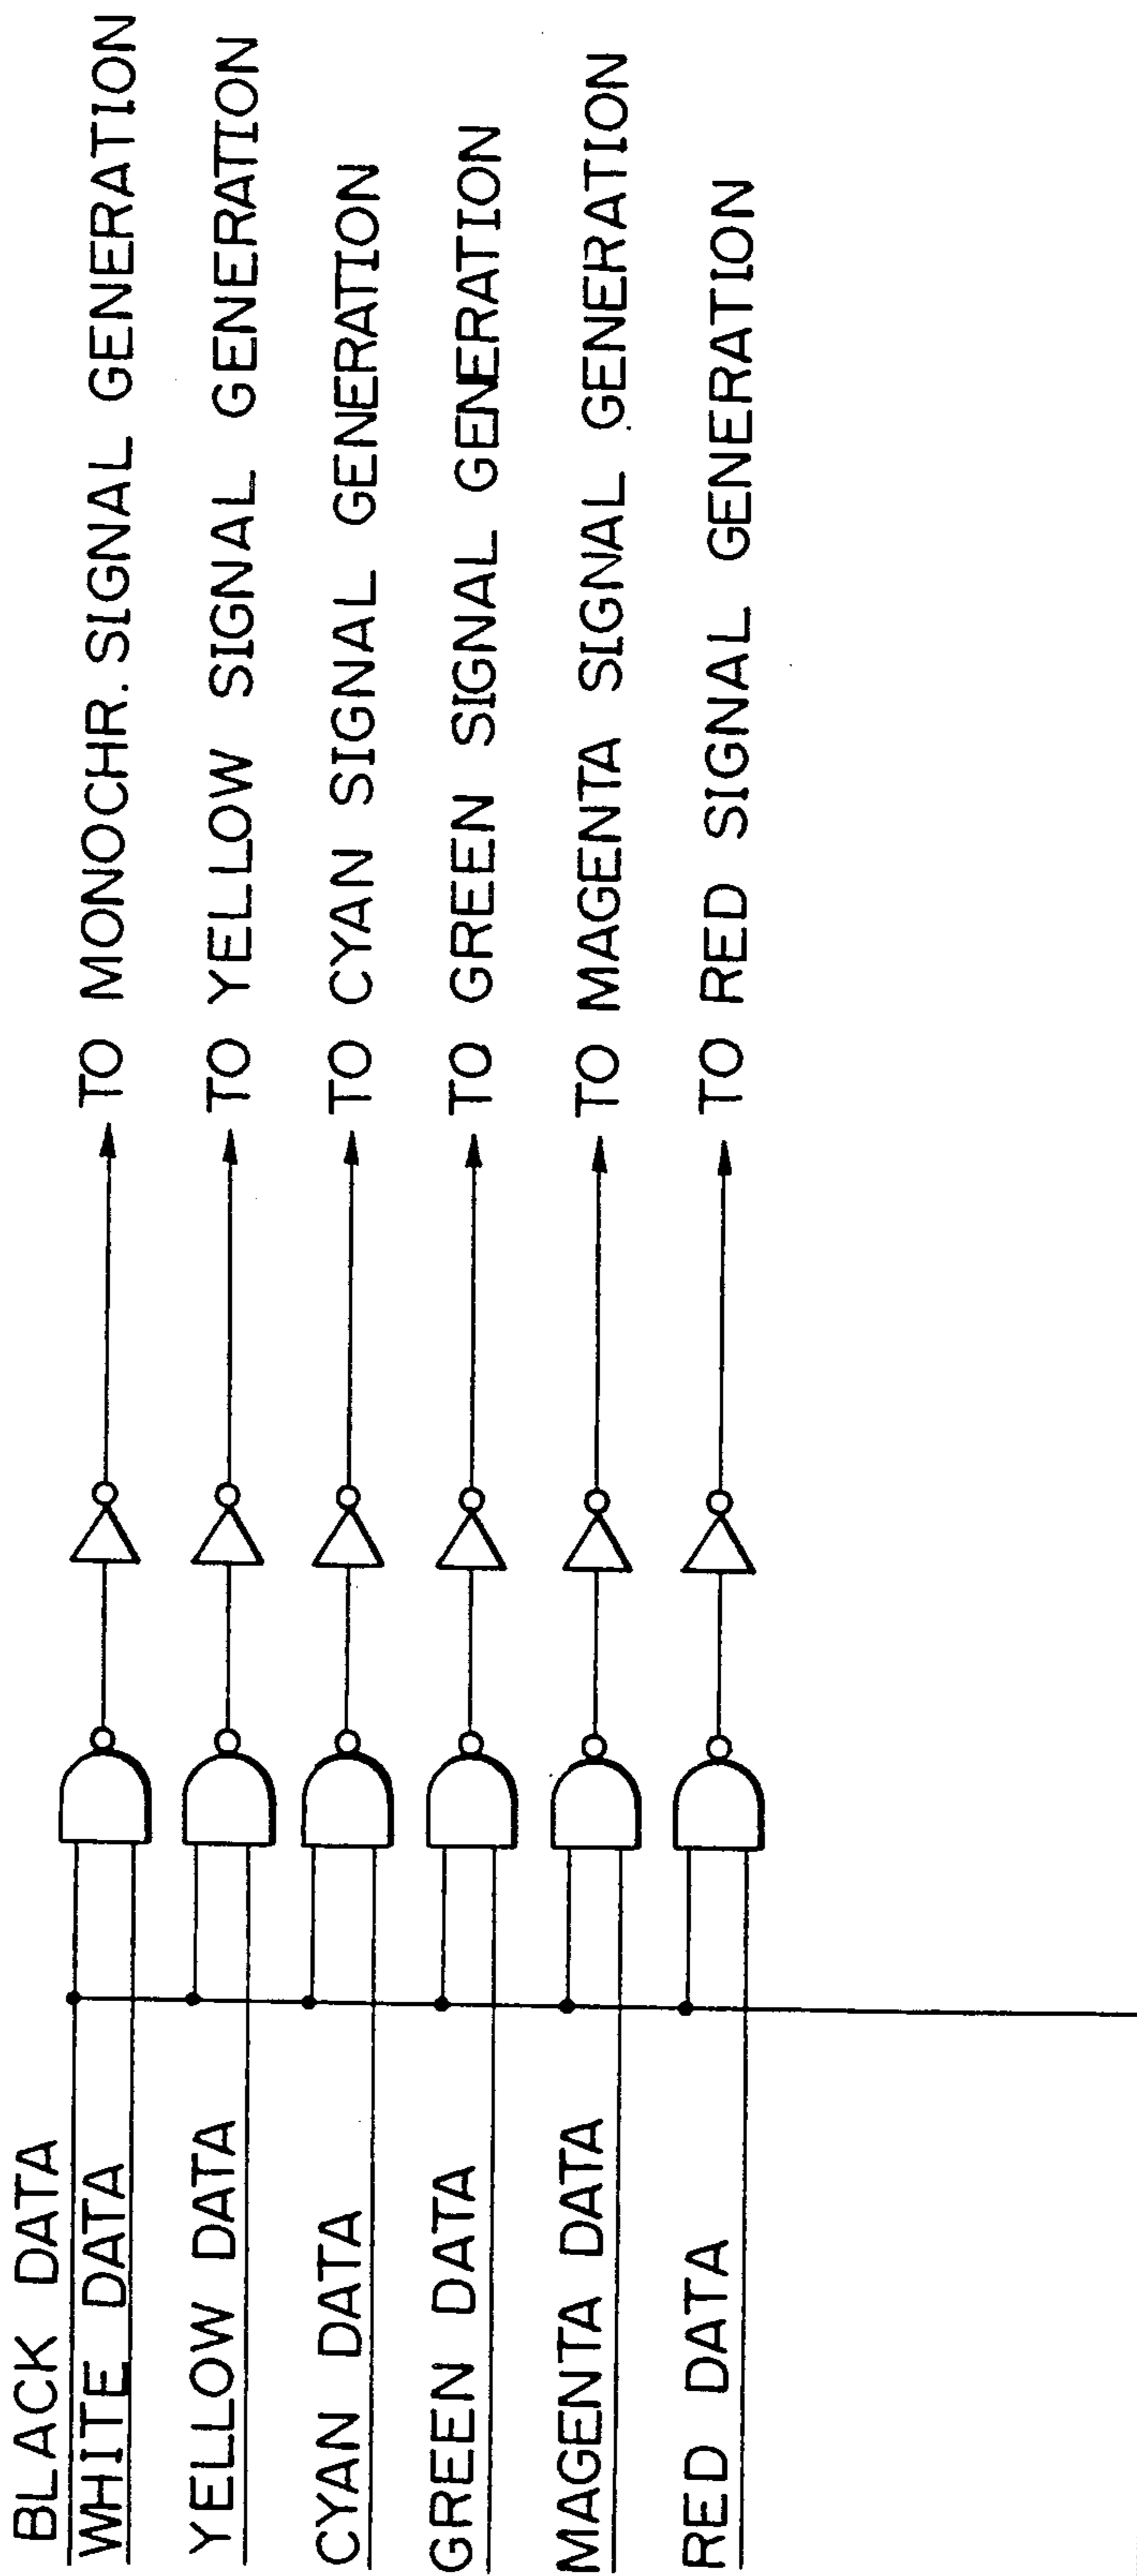 BLACK DATA
WHITE DATA
TO MONOCHR. SIGNAL GENERATION
YELLOW DATA
TO YELLOW SIGNAL GENERATION
CYAN DATA
TO CYAN SIGNAL GENERATION
GREEN DATA
TO GREEN SIGNAL GENERATION
MAGENTA DATA
TO MAGENTA SIGNAL GENERATION
RED DATA
TO RED SIGNAL GENERATION